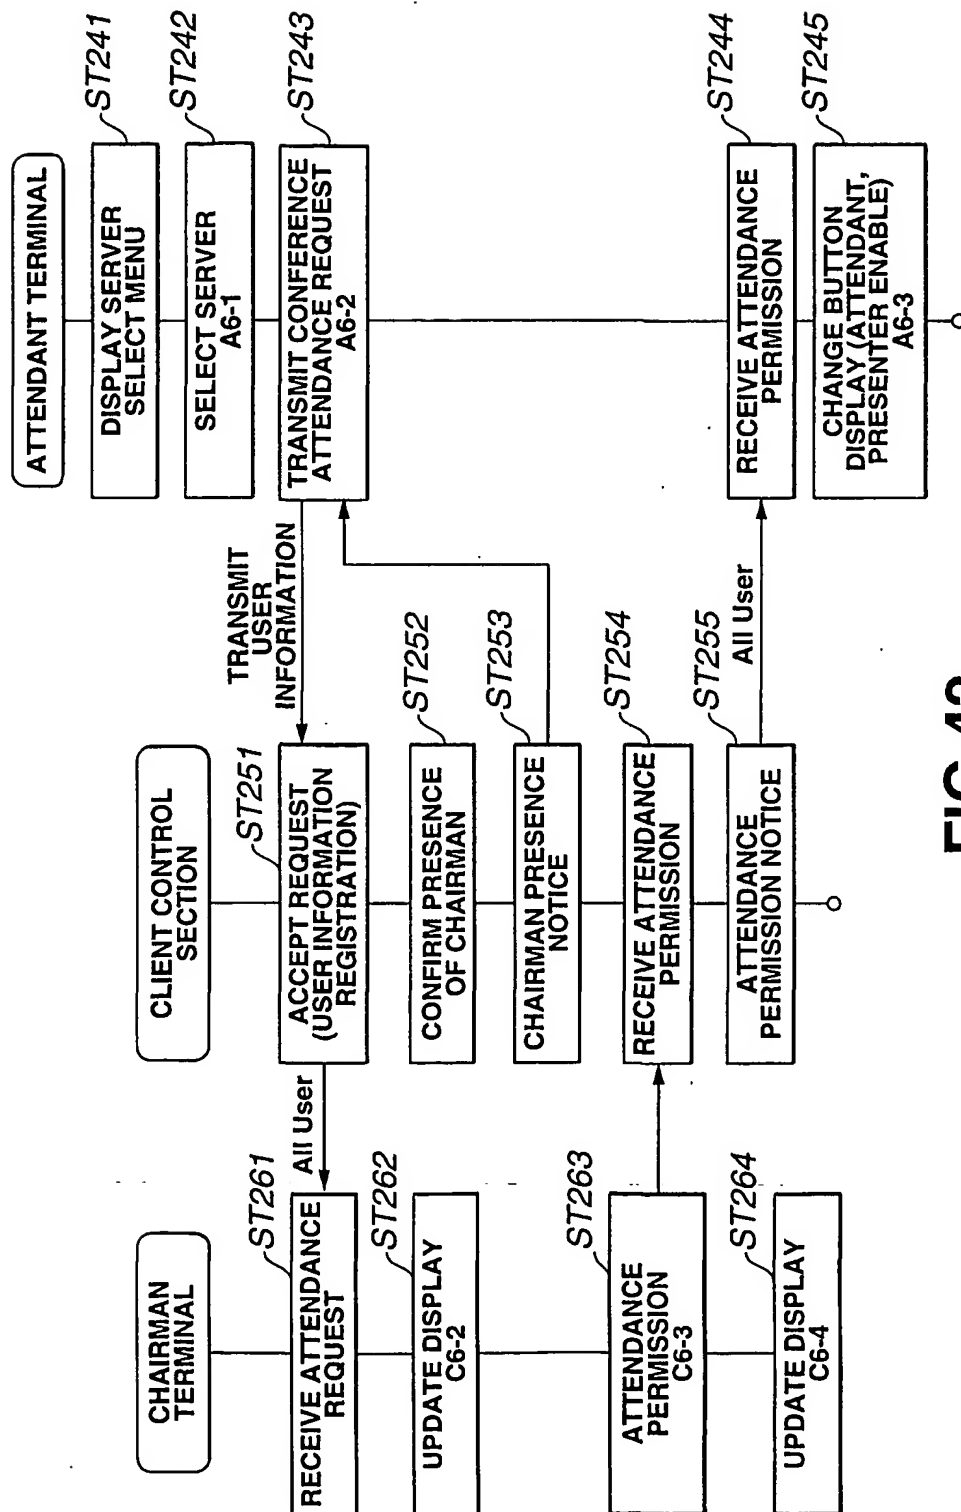 CHAIRMAN
TERMINAL
ST261
RECEIVE ATTENDANCE
REQUEST
ST262
UPDATE DISPLAY
C6-2
ST263
ATTENDANCE
PERMISSION
C6-3
ST264
UPDATE DISPLAY
C6-4
All User
CLIENT CONTROL
SECTION
ST251
ACCEPT REQUEST
(USER INFORMATION
REGISTRATION)
ST252
CONFIRM PRESENCE
OF CHAIRMAN
ST253
CHAIRMAN PRESENCE
NOTICE
ST254
RECEIVE ATTENDANCE
PERMISSION
ST255
ATTENDANCE
PERMISSION NOTICE
TRANSMIT
USER
INFORMATION
All User
ATTENDANT TERMINAL
ST241
DISPLAY SERVER
SELECT MENU
ST242
SELECT SERVER
A6-1
ST243
TRANSMIT CONFERENCE
ATTENDANCE REQUEST
A6-2
ST244
RECEIVE ATTENDANCE
PERMISSION
ST245
CHANGE BUTTON
DISPLAY (ATTENDANT,
PRESENTER ENABLE)
A6-3